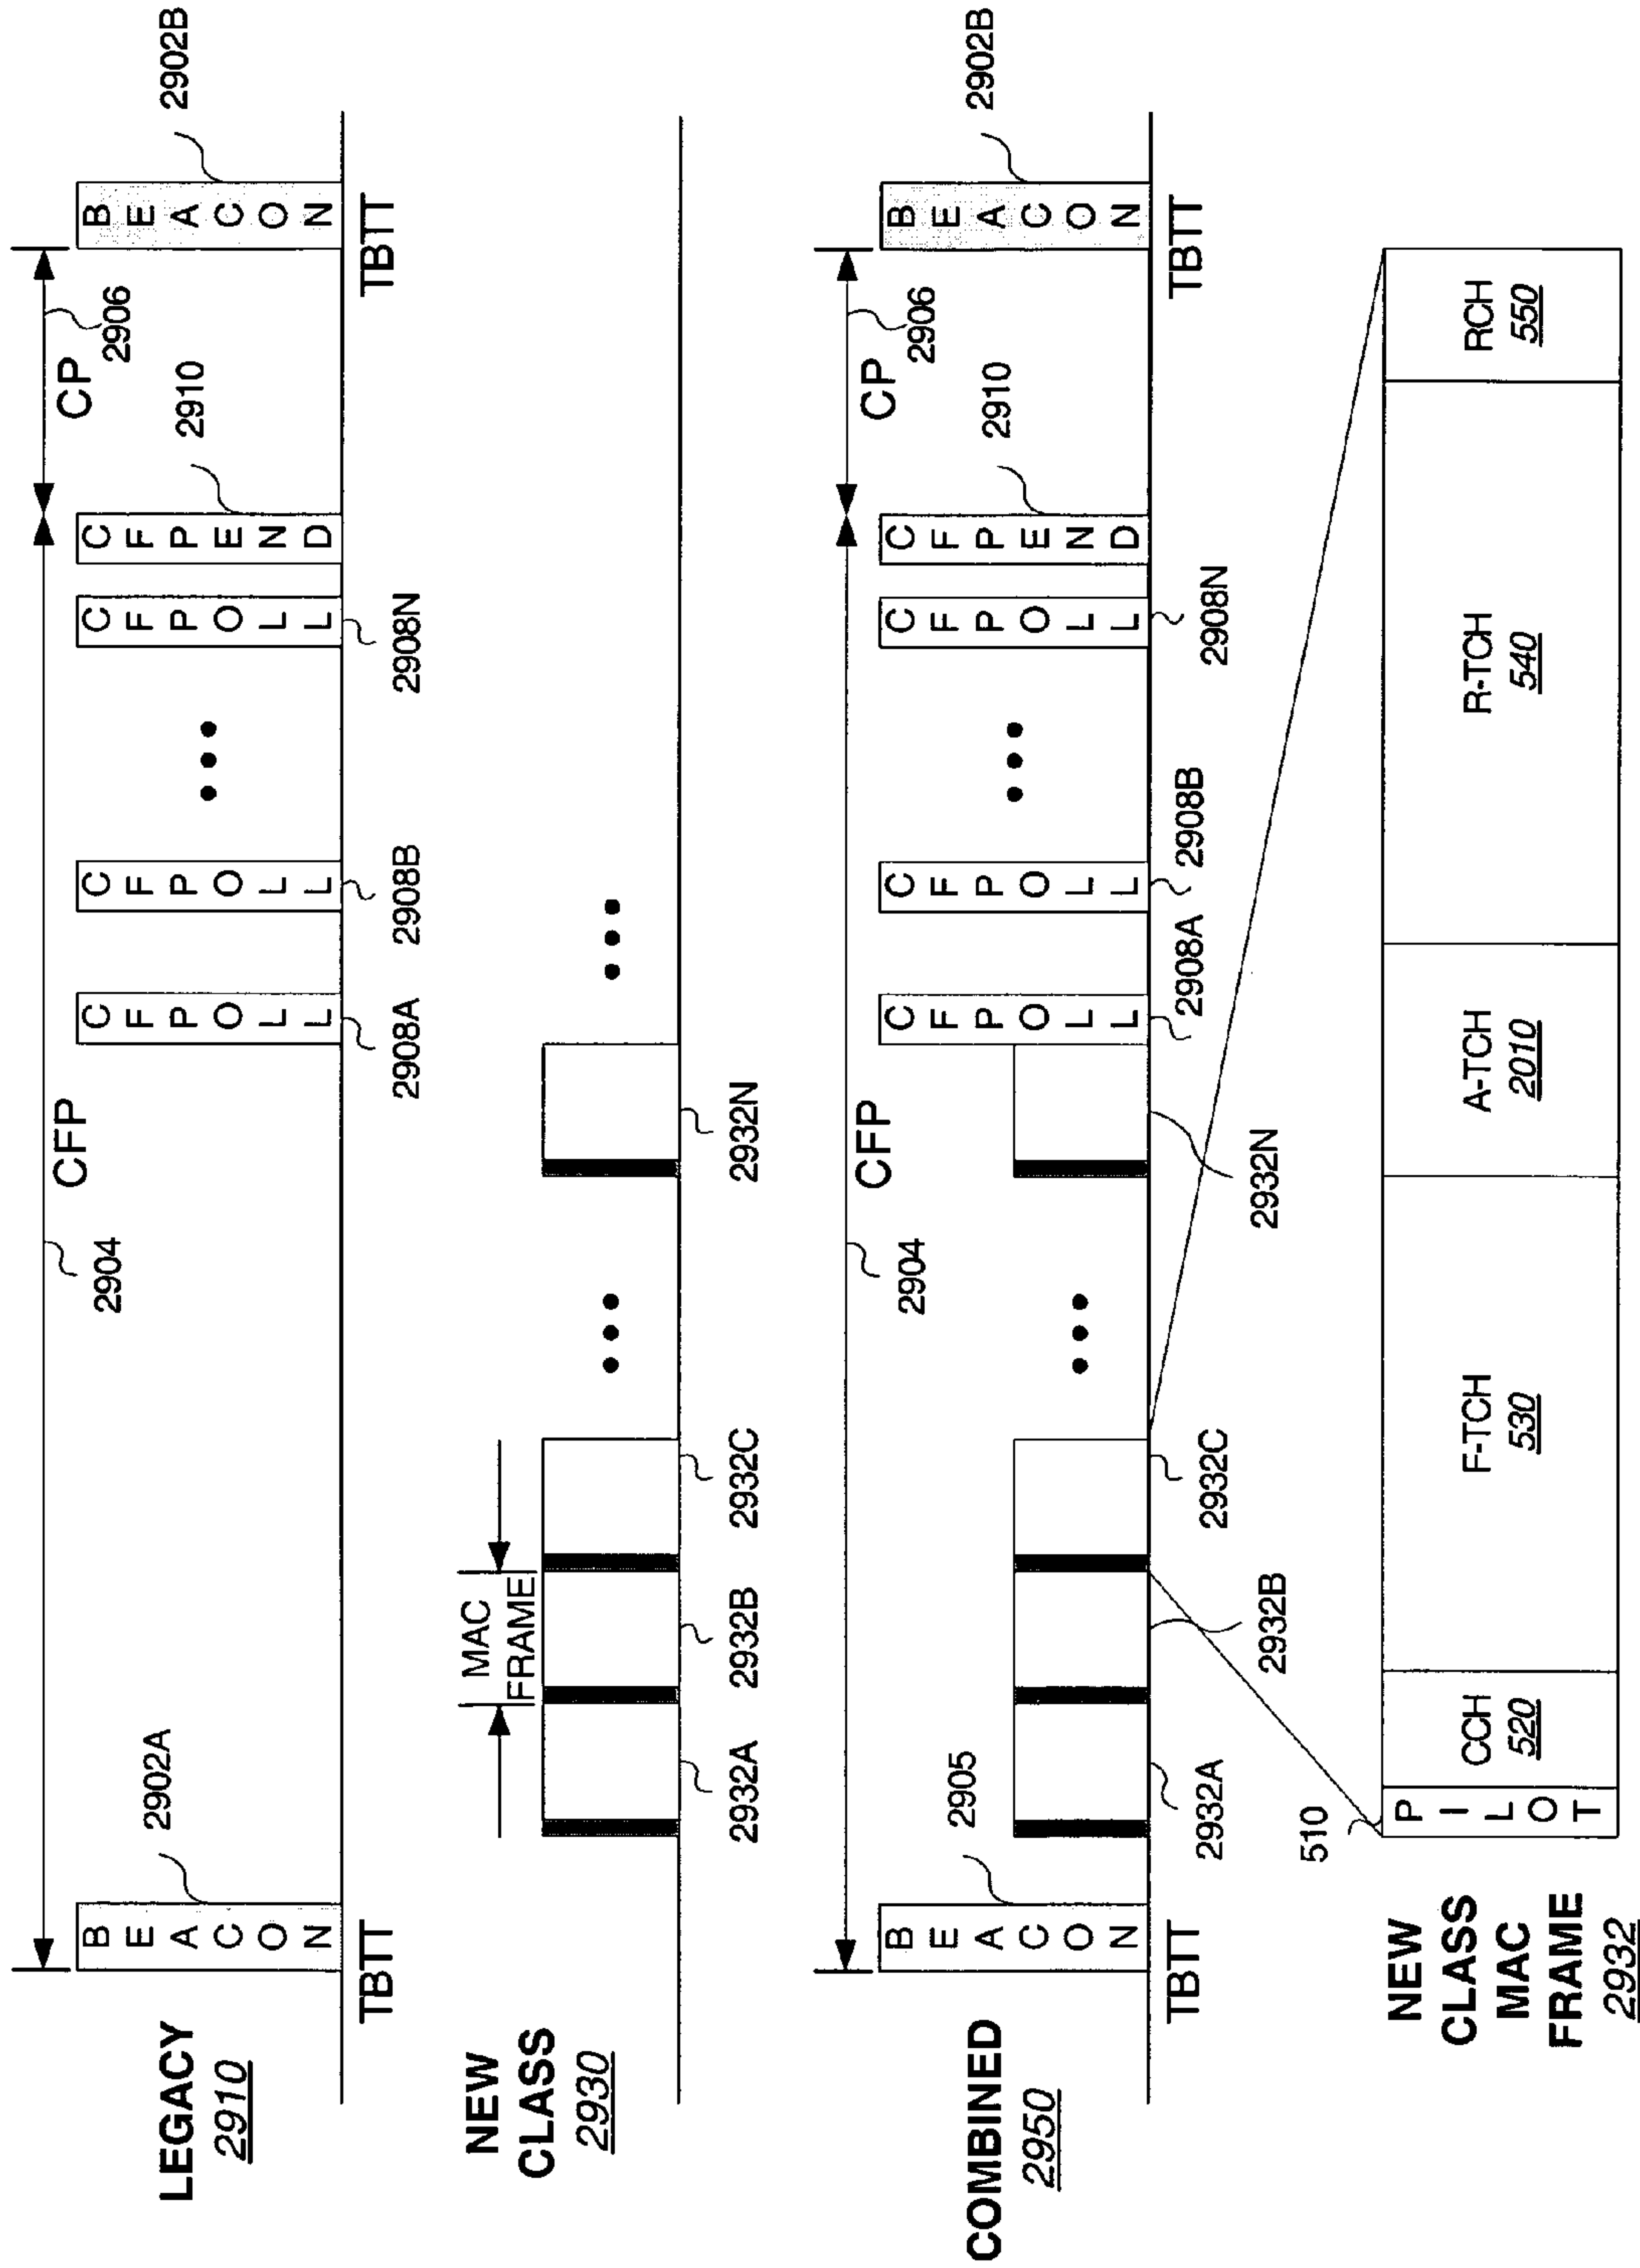 LEGACY
2910
TBTT
BEACON
2902A
2904
CFP
CFPOLL
2908A
CFPOLL
2908B
CFPOLL
2908N
CFPEND
2910
CP
2906
BEACON
2902B
TBTT
NEW
CLASS
2930
2932A
MAC
FRAME
2932B
2932C
2932N
COMBINED
2950
TBTT
BEACON
2905
2904
CFP
2932A
2932B
2932C
2932N
CFPOLL
2908A
CFPOLL
2908B
CFPOLL
2908N
CFPEND
2910
CP
2906
BEACON
2902B
TBTT
NEW
CLASS
MAC
FRAME
2932
510
PILOT
CCH
520
F-TCH
530
A-TCH
2010
R-TCH
540
RCH
550